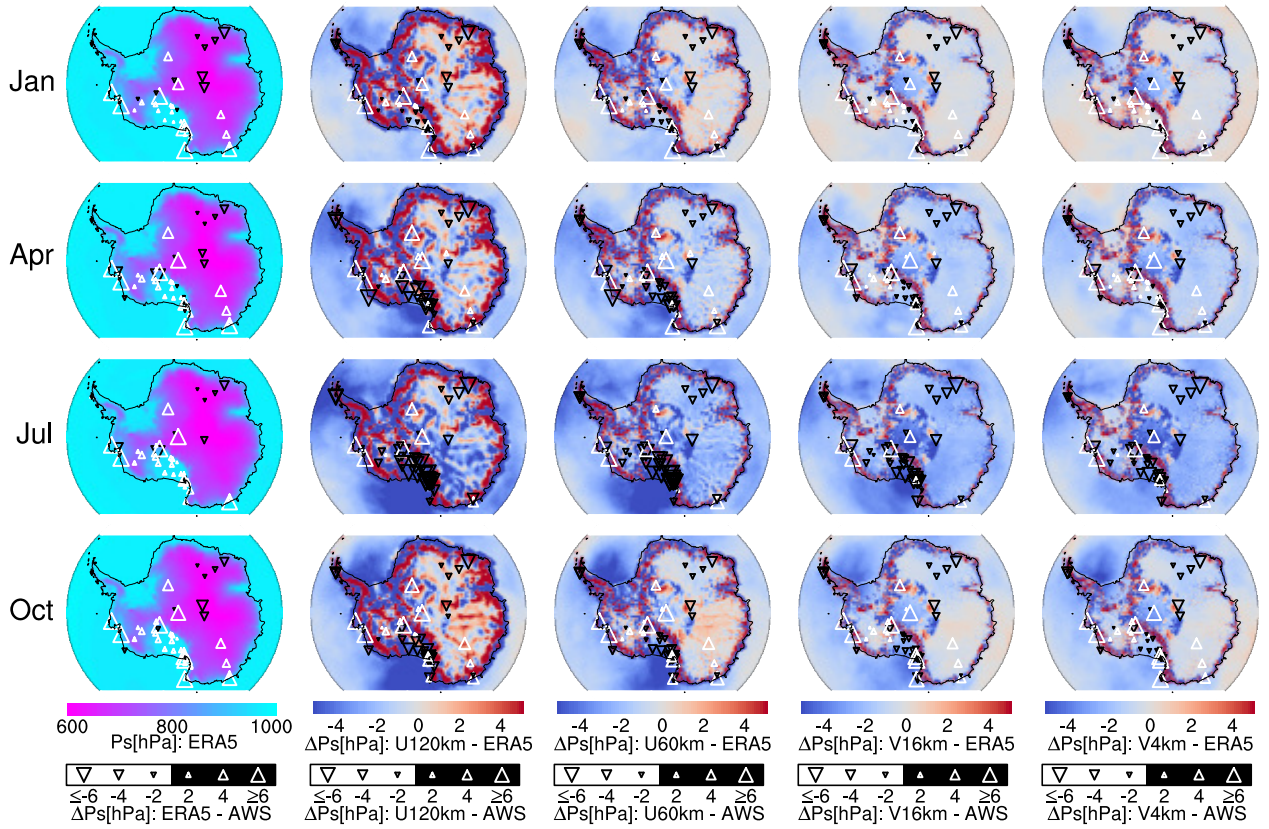 Jan
Apr
Jul
Oct
600 800 1000
Ps[hPa]: ERA5
-4 -2 0 2 4
ΔPs[hPa]: U120km - ERA5
-4 -2 0 2 4
ΔPs[hPa]: U60km - ERA5
-4 -2 0 2 4
ΔPs[hPa]: V16km - ERA5
-4 -2 0 2 4
ΔPs[hPa]: V4km - ERA5
≤-6 -4 -2 2 4 ≥6
ΔPs[hPa]: ERA5 - AWS
≤-6 -4 -2 2 4 ≥6
ΔPs[hPa]: U120km - AWS
≤-6 -4 -2 2 4 ≥6
ΔPs[hPa]: U60km - AWS
≤-6 -4 -2 2 4 ≥6
ΔPs[hPa]: V16km - AWS
≤-6 -4 -2 2 4 ≥6
ΔPs[hPa]: V4km - AWS